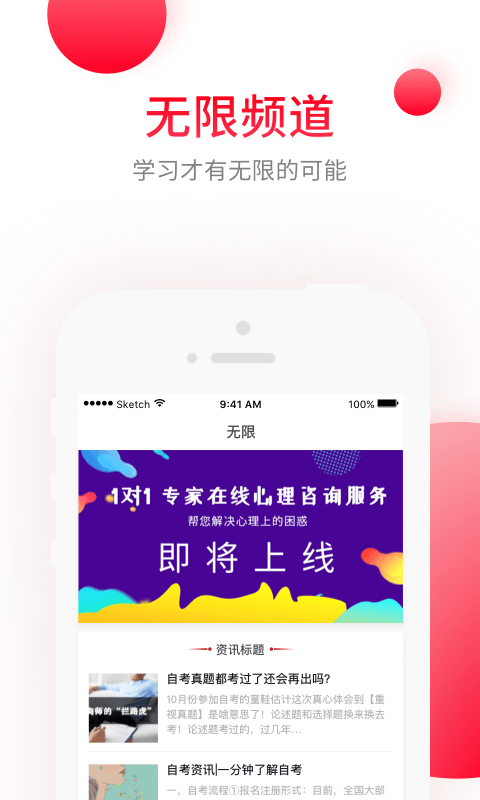 无限频道
学习才有无限的可能
Sketch 9:41 AM 100%
无限
1对1 专家在线心理咨询服务
帮您解决心理上的困惑
即将上线
资讯标题
自考真题都考过了还会再出吗?
10月份参加自考的童鞋估计这次真心体会到【重
视真题】是啥意思了！论述题和选择题换来换去
考！论述题考过的，过几年...
询师的“拦路虎”
自考资讯|一分钟了解自考
一，自考流程①报名注册形式：目前，全国大部